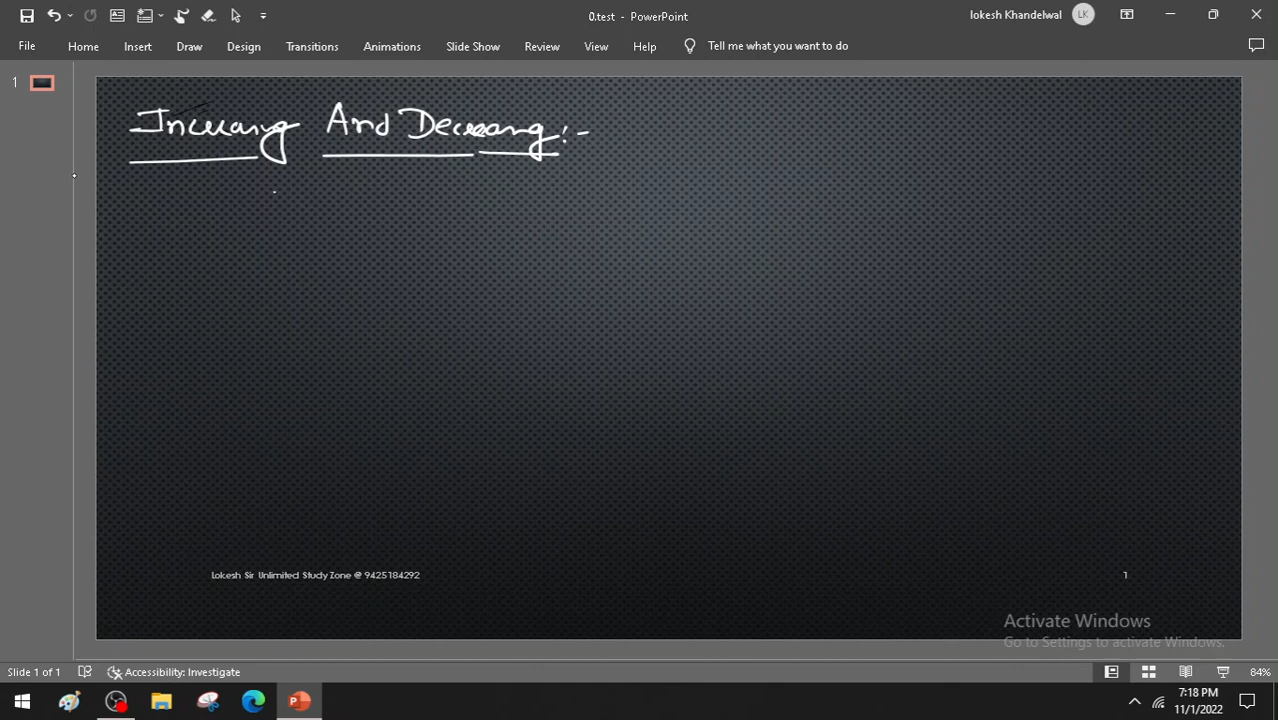 0.test - PowerPoint
lokesh Khandelwal
LK
File Home Insert Draw Design Transitions Animations Slide Show Review View Help Tell me what you want to do
1
Increasing And Decreasing :-
Lokesh Sir Unlimited Study Zone @ 9425184292
1
Activate Windows
Go to Settings to activate Windows.
Slide 1 of 1
Accessibility: Investigate
84%
7:18 PM
11/1/2022